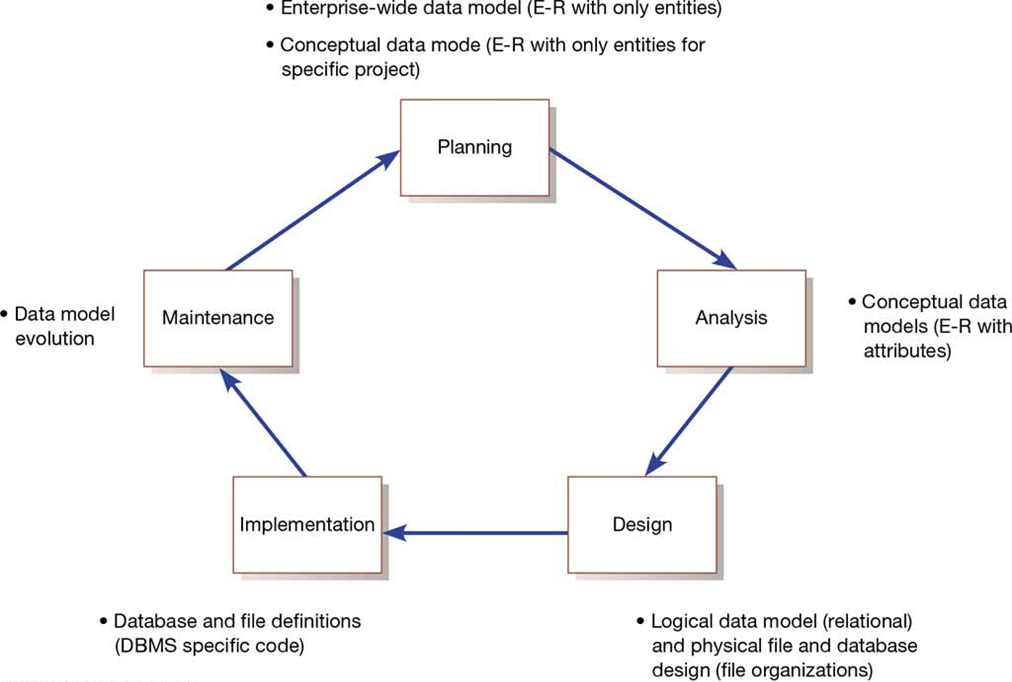 • Enterprise-wide data model (E-R with only entities)
• Conceptual data mode (E-R with only entities for
specific project)
Planning
Maintenance
Analysis
• Data model
evolution
• Conceptual data
models (E-R with
attributes)
Implementation
Design
• Database and file definitions
(DBMS specific code)
• Logical data model (relational)
and physical file and database
design (file organizations)